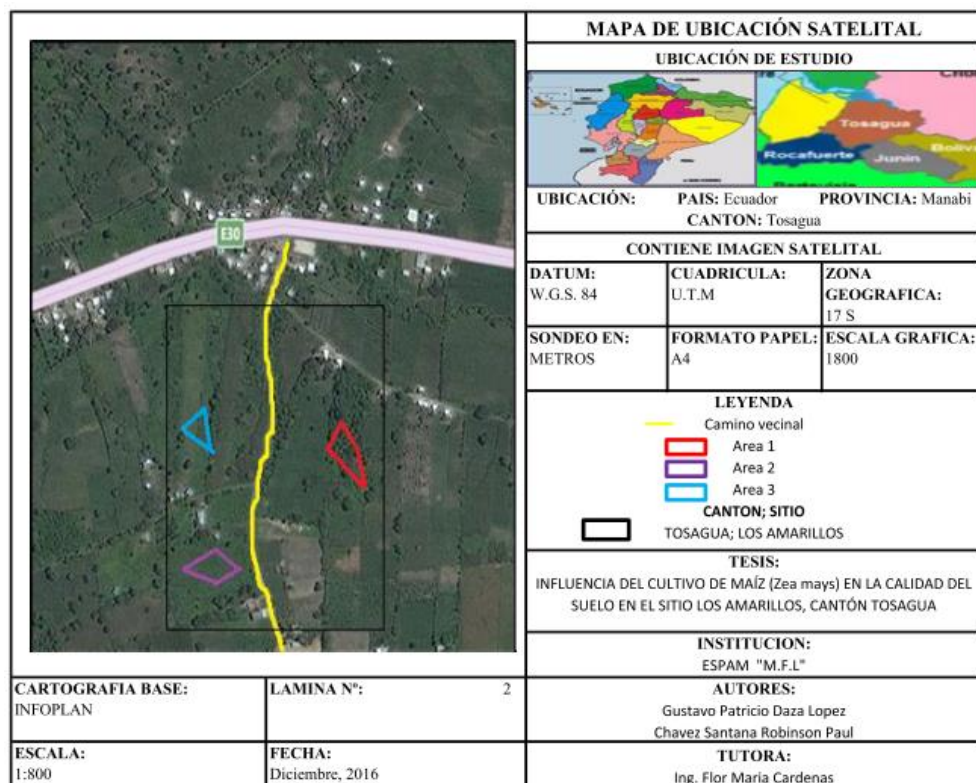 MAPA DE UBICACIÓN SATELITAL
UBICACIÓN DE ESTUDIO
Tosagua
Rocafuerte
Junin
UBICACIÓN: PAIS: Ecuador PROVINCIA: Manabi
CANTON: Tosagua
CONTIENE IMAGEN SATELITAL
DATUM:
W.G.S. 84
CUADRICULA:
U.T.M
ZONA
GEOGRAFICA:
17 S
SONDEO EN:
METROS
FORMATO PAPEL:
A4
ESCALA GRAFICA:
1800
LEYENDA
Camino vecinal
Area 1
Area 2
Area 3
CANTON; SITIO
TOSAGUA; LOS AMARILLOS
TESIS:
INFLUENCIA DEL CULTIVO DE MAÍZ (Zea mays) EN LA CALIDAD DEL
SUELO EN EL SITIO LOS AMARILLOS, CANTÓN TOSAGUA
INSTITUCION:
ESPAM "M.F.L"
AUTORES:
Gustavo Patricio Daza Lopez
Chavez Santana Robinson Paul
TUTORA:
Ing. Flor Maria Cardenas
E30
CARTOGRAFIA BASE:
INFOPLAN
LAMINA Nº: 2
ESCALA:
1:800
FECHA:
Diciembre, 2016